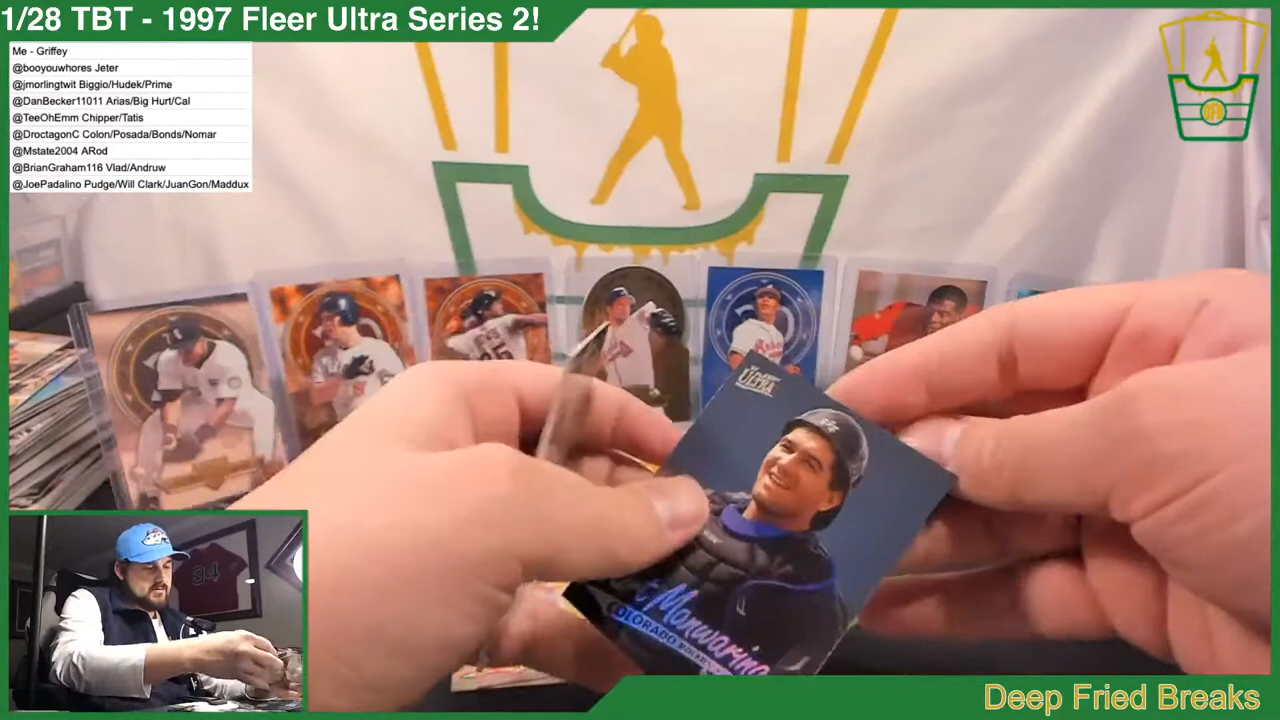 1/28 TBT - 1997 Fleer Ultra Series 2!
Me - Griffey
@booyouwhores Jeter
@jmorlingtwit Biggio/Hudek/Prime
@DanBecker11011 Arias/Big Hurt/Cal
@TeeOhEmm Chipper/Tatis
@DroctagonC Colon/Posada/Bonds/Nomar
@Mstate2004 ARod
@BrianGraham116 Vlad/Andruw
@JoePadalino Pudge/Will Clark/JuanGon/Maddux
DFB
ULTRA
Manwaring
COLORADO
34
Deep Fried Breaks